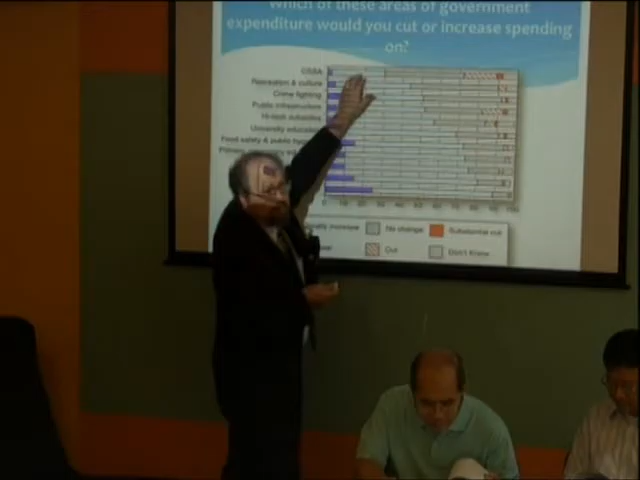 Which of these areas of government
expenditure would you cut or increase spending
on?
CSSA
Recreation & culture
Crime fighting
Public infrastructure
Hi-tech subsidies
University education
Food safety & public
increase
No change
Substantial cut
Cut
Don't Know